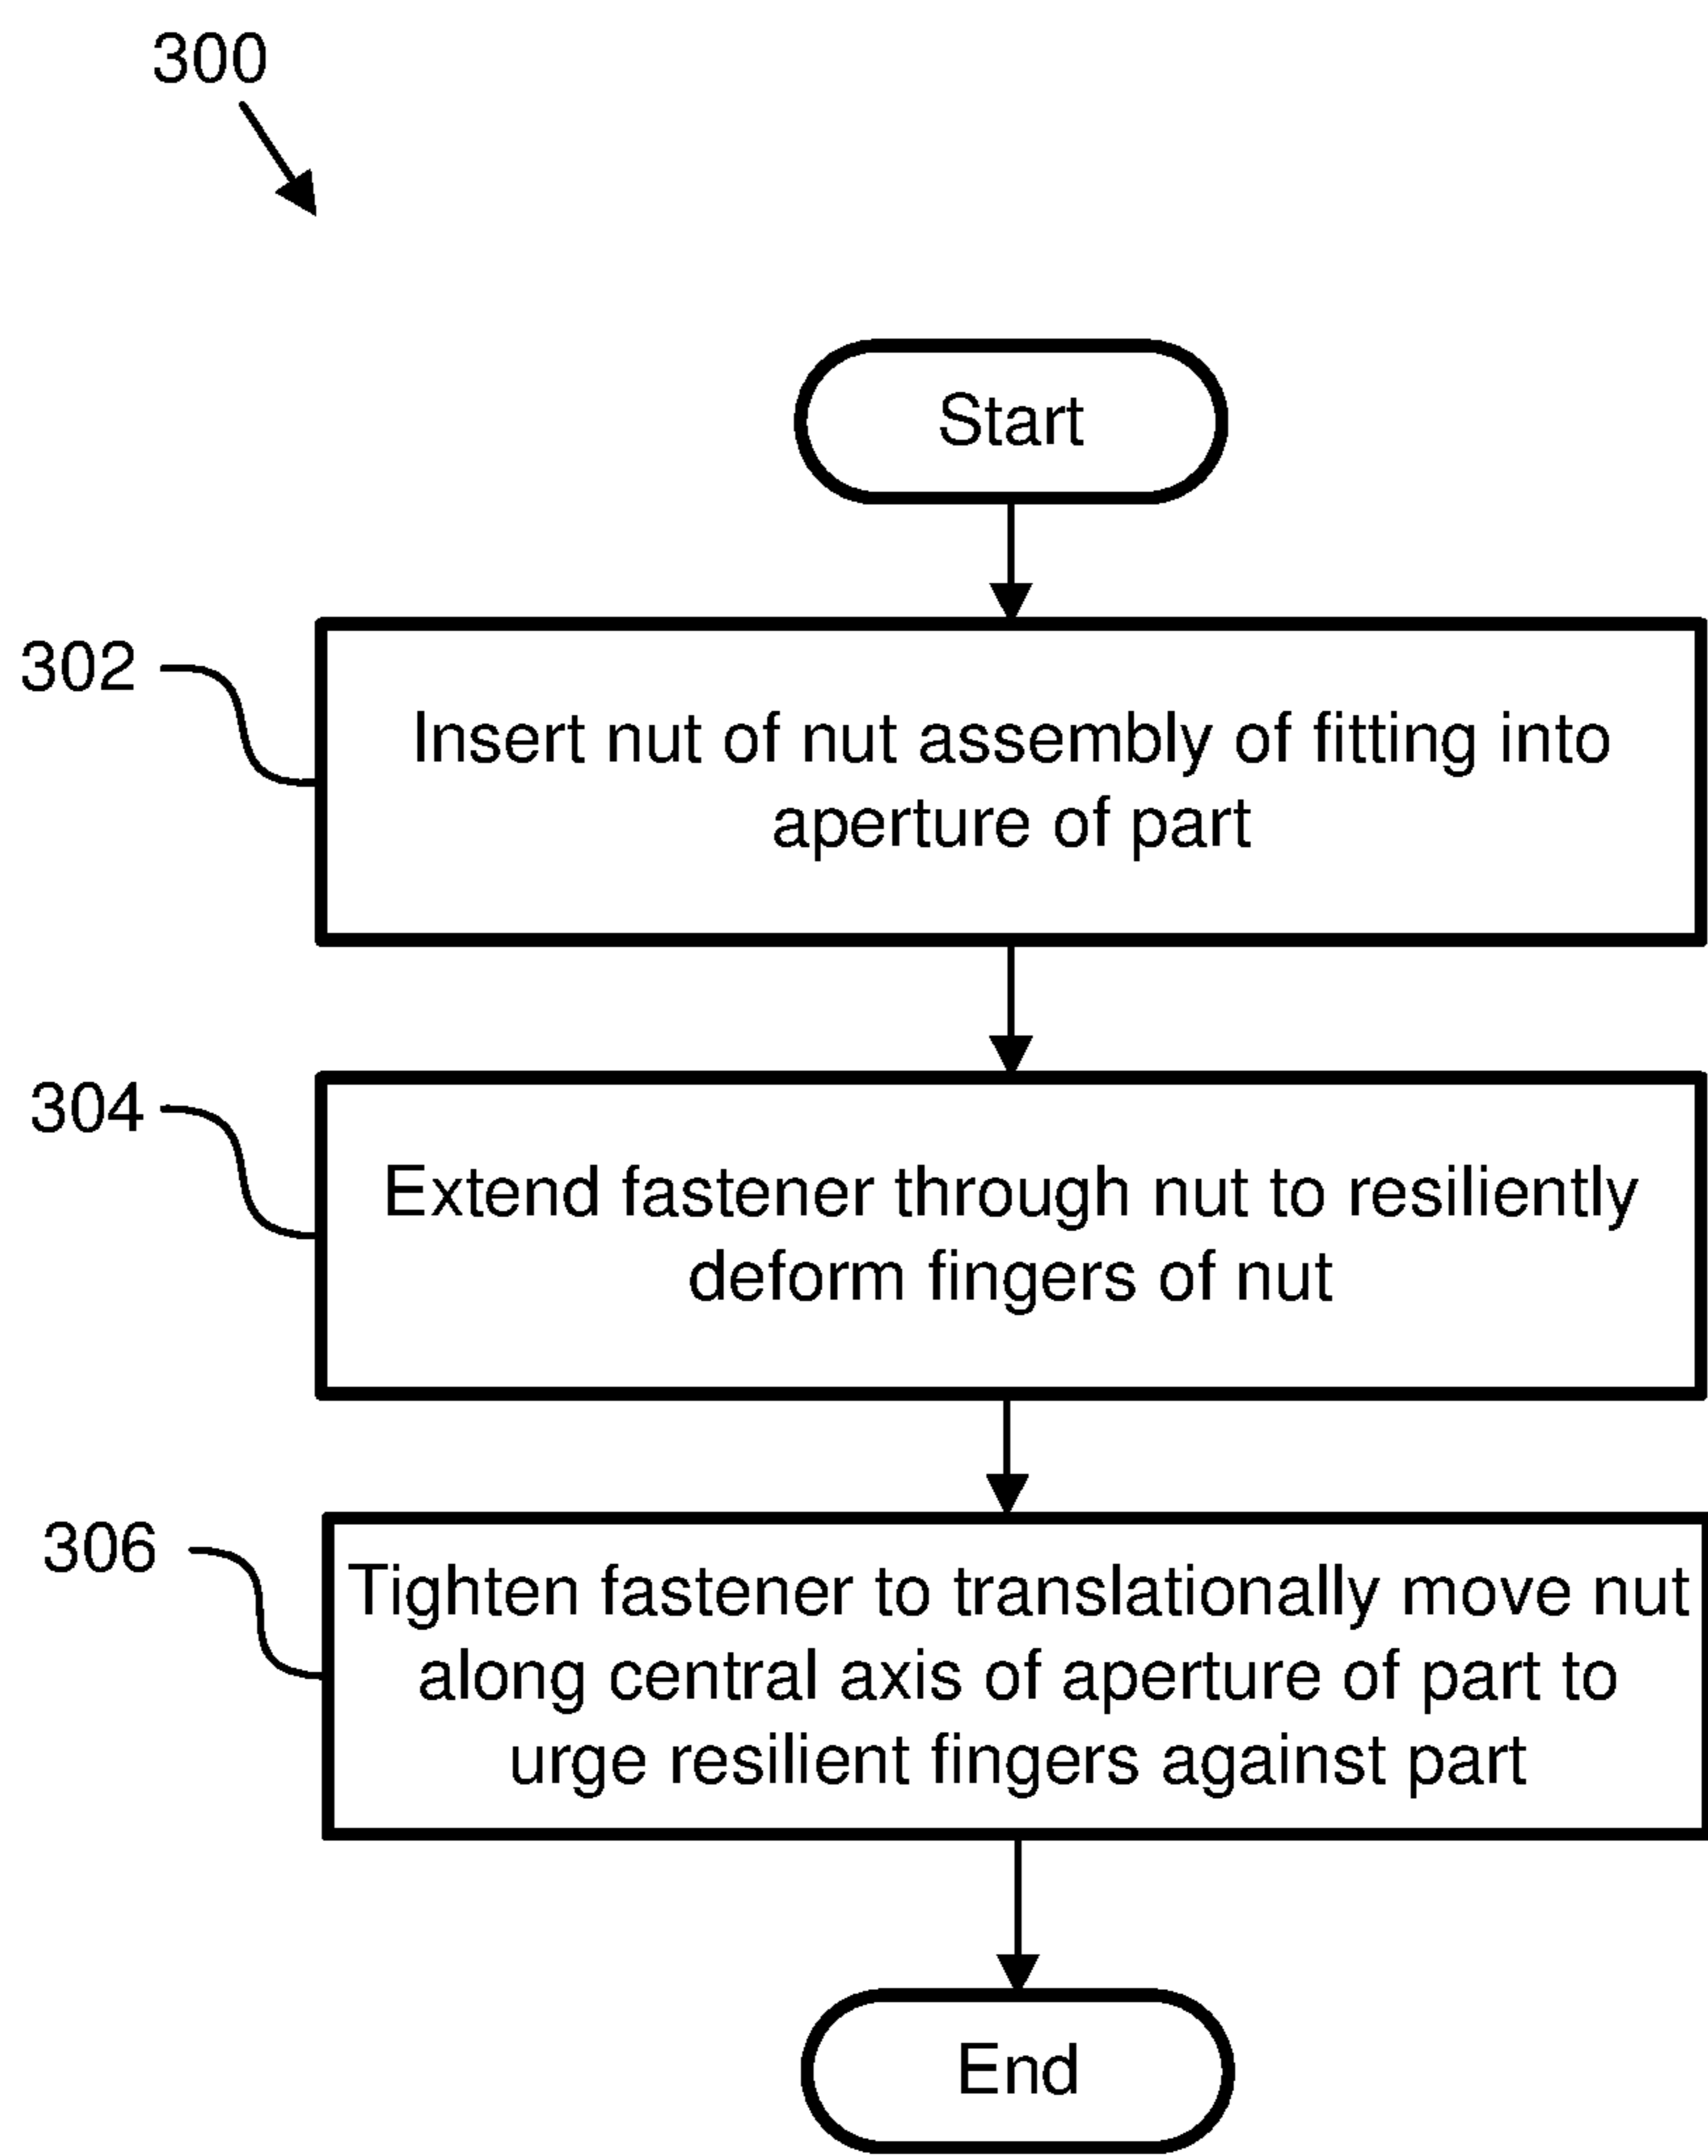 300
Start
302
Insert nut of nut assembly of fitting into
aperture of part
304
Extend fastener through nut to resiliently
deform fingers of nut
306
Tighten fastener to translationally move nut
along central axis of aperture of part to
urge resilient fingers against part
End